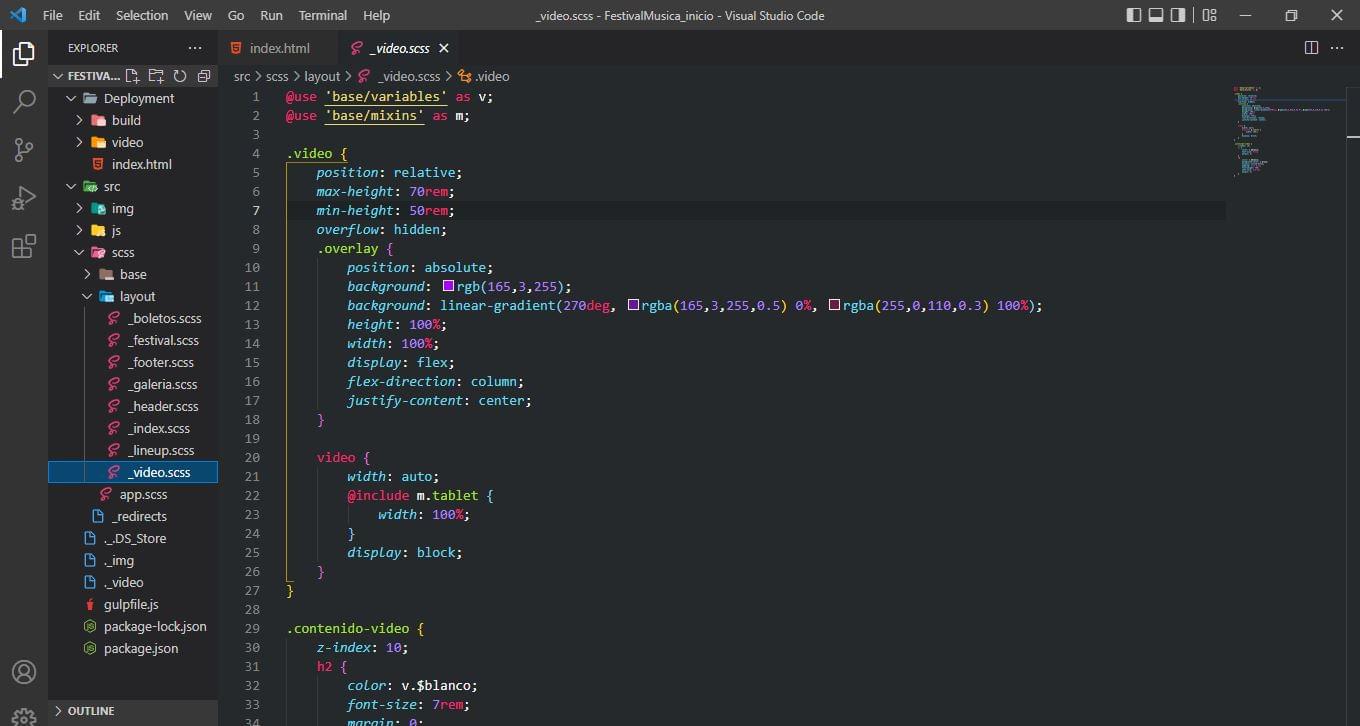 File Edit Selection View Go Run Terminal Help
_video.scss - FestivalMusica_inicio - Visual Studio Code
EXPLORER
FESTIVA...
Deployment
build
video
index.html
src
img
js
scss
base
layout
_boletos.scss
_festival.scss
_footer.scss
_galeria.scss
_header.scss
_index.scss
_lineup.scss
_video.scss
app.scss
_redirects
._.DS_Store
._img
._video
gulpfile.js
package-lock.json
package.json
OUTLINE
index.html
_video.scss
src > scss > layout > _video.scss > .video
1 @use 'base/variables' as v;
2 @use 'base/mixins' as m;
3
4 .video {
5 position: relative;
6 max-height: 70rem;
7 min-height: 50rem;
8 overflow: hidden;
9 .overlay {
10 position: absolute;
11 background: rgb(165,3,255);
12 background: linear-gradient(270deg, rgba(165,3,255,0.5) 0%, rgba(255,0,110,0.3) 100%);
13 height: 100%;
14 width: 100%;
15 display: flex;
16 flex-direction: column;
17 justify-content: center;
18 }
19
20 video {
21 width: auto;
22 @include m.tablet {
23 width: 100%;
24 }
25 display: block;
26 }
27 }
28
29 .contenido-video {
30 z-index: 10;
31 h2 {
32 color: v.$blanco;
33 font-size: 7rem;
34 margin: 0;